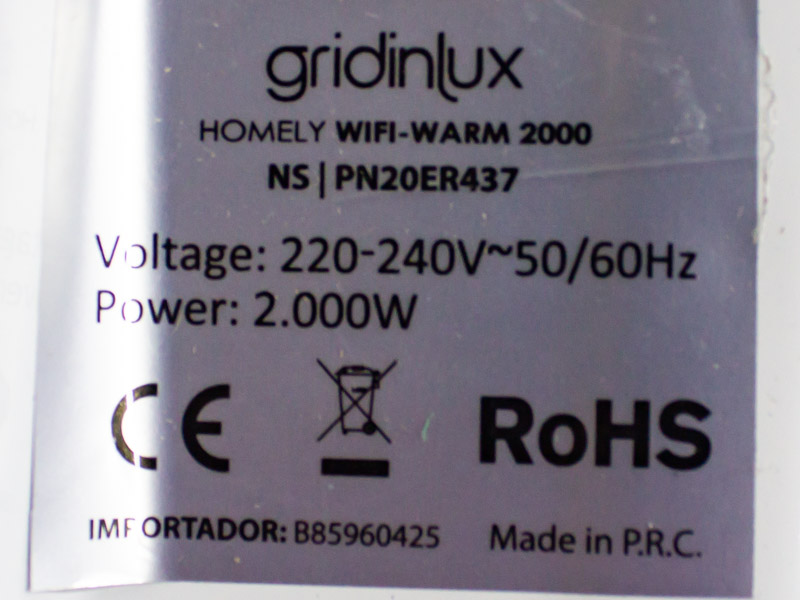 gridinlux
HOMELY WIFI-WARM 2000
NS | PN20ER437
Voltage: 220-240V~50/60Hz
Power: 2.000W
CE RoHS
IMPORTADOR: B85960425 Made in P.R.C.